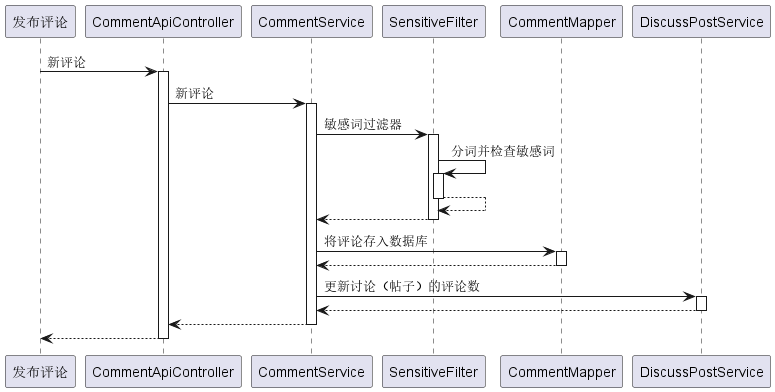 发布评论
CommentApiController
CommentService
SensitiveFilter
CommentMapper
DiscussPostService
新评论
新评论
敏感词过滤器
分词并检查敏感词
将评论存入数据库
更新讨论（帖子）的评论数
发布评论
CommentApiController
CommentService
SensitiveFilter
CommentMapper
DiscussPostService